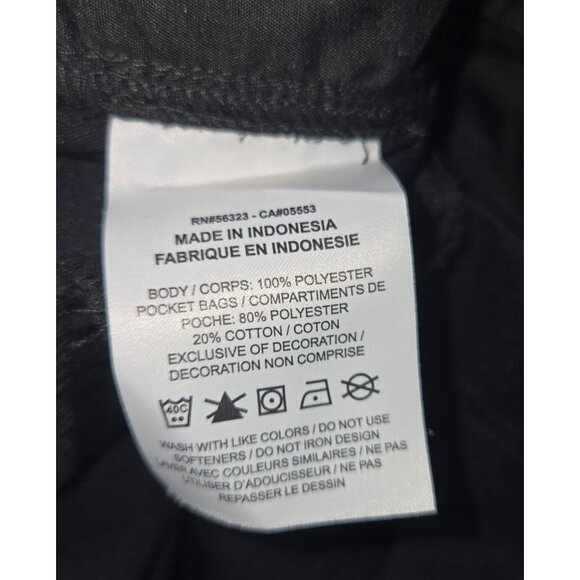 RN#56323 - CA#05553
MADE IN INDONESIA
FABRIQUE EN INDONESIE
BODY / CORPS: 100% POLYESTER
POCKET BAGS / COMPARTIMENTS DE
POCHE: 80% POLYESTER
20% COTTON / COTON
EXCLUSIVE OF DECORATION /
DECORATION NON COMPRISE
40C
WASH WITH LIKE COLORS / DO NOT USE
SOFTENERS / DO NOT IRON DESIGN
LAVER AVEC COULEURS SIMILAIRES / NE PAS
UTILISER D'ADOUCISSEUR / NE PAS
REPASSER LE DESSIN